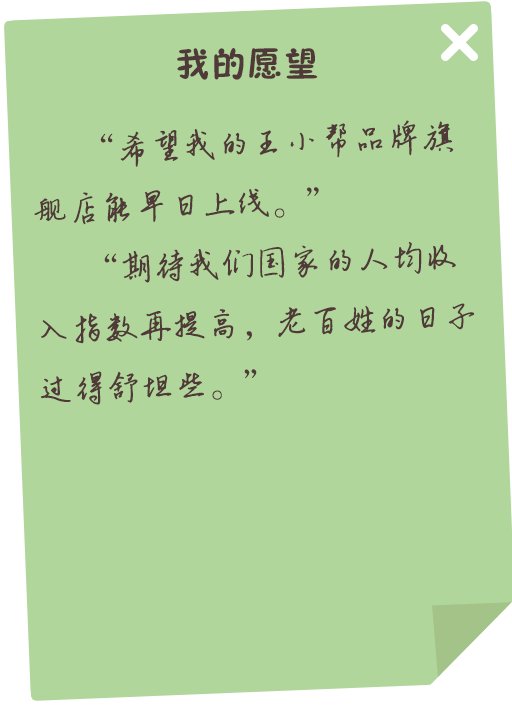 我的愿望
“希望我的王小帮品牌旗
舰店能早日上线。”
“期待我们国家的人均收
入指数再提高，老百姓的日子
过得舒坦些。”